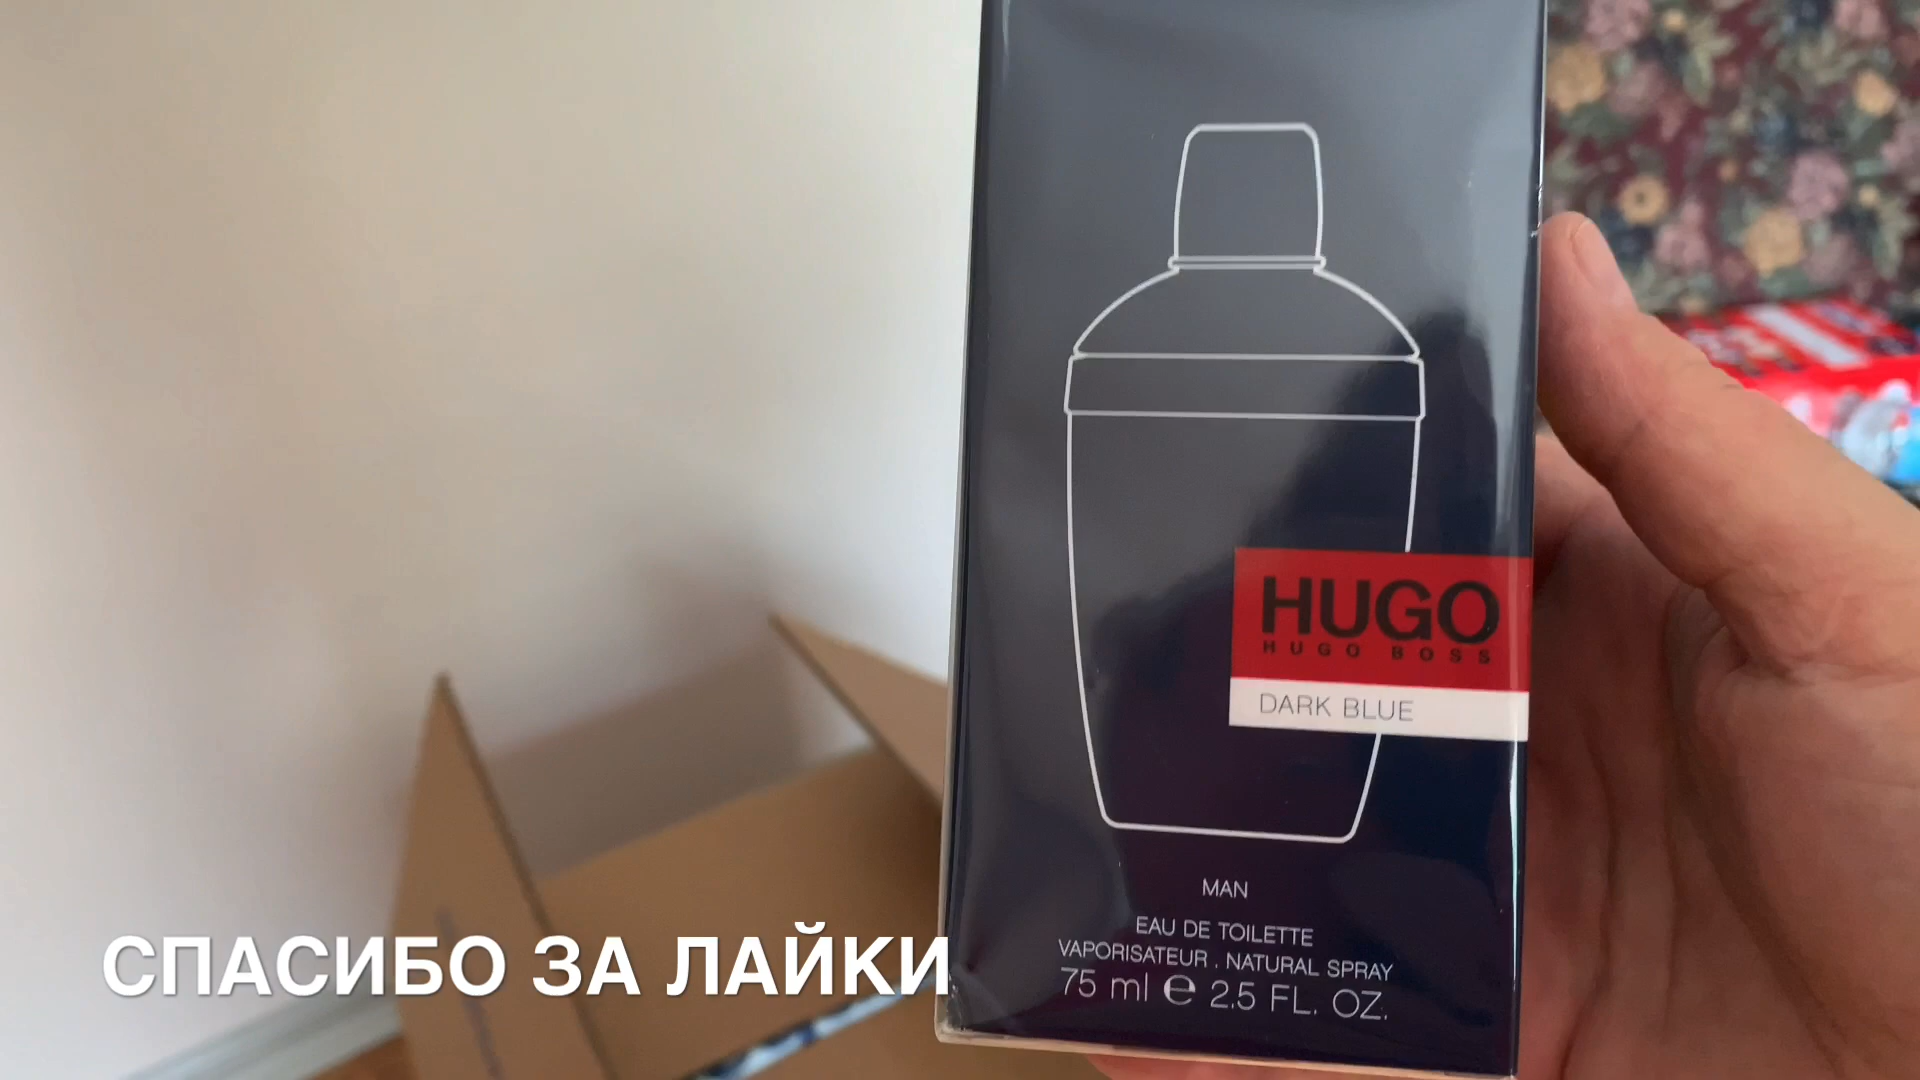 HUGO
HUGO BOSS
DARK BLUE
MAN
EAU DE TOILETTE
VAPORISATEUR . NATURAL SPRAY
75 ml ℮ 2.5 FL. OZ.
СПАСИБО ЗА ЛАЙКИ